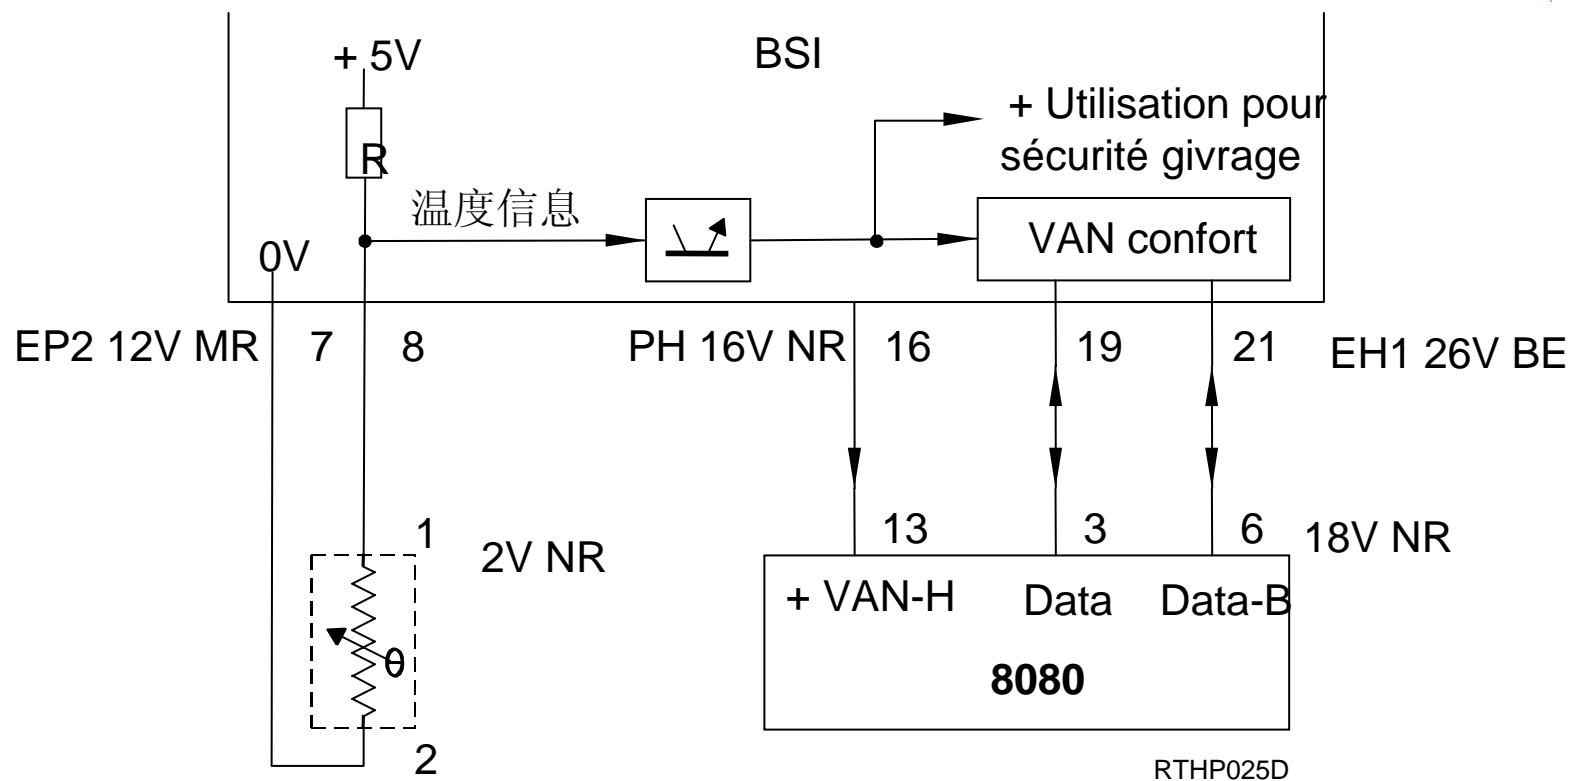 + 5V
BSI
+ Utilisation pour
sécurité givrage
R
温度信息
VAN confort
0V
EP2 12V MR
7
8
PH 16V NR
16
19
21
EH1 26V BE
1
2V NR
13
3
6
18V NR
+ VAN-H
Data
Data-B
θ
8080
2
RTHP025D